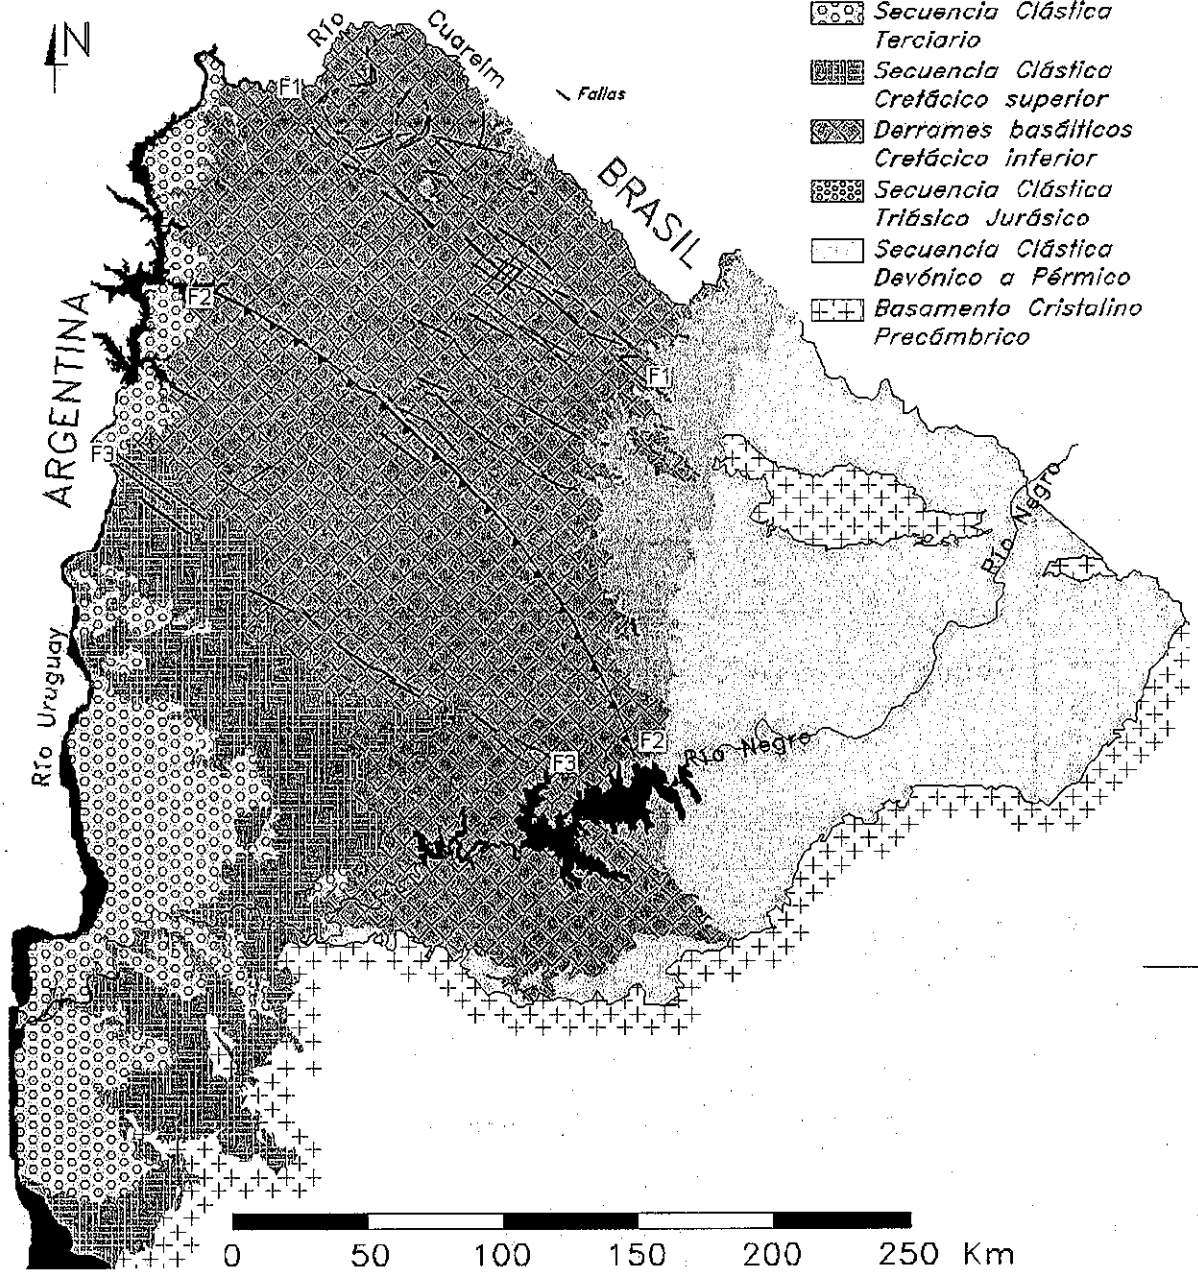 N
Río
Cuareim
F1
Fallas
Secuencia Clástica
Terciario
Secuencia Clástica
Cretácico superior
Derrames basálticos
Cretácico inferior
Secuencia Clástica
Triásico Jurásico
Secuencia Clástica
Devónico a Pérmico
Basamento Cristalino
Precámbrico
BRASIL
ARGENTINA
F2
F1
F3
Río Negro
Río Uruguay
F2
Río Negro
F3
0 50 100 150 200 250 Km